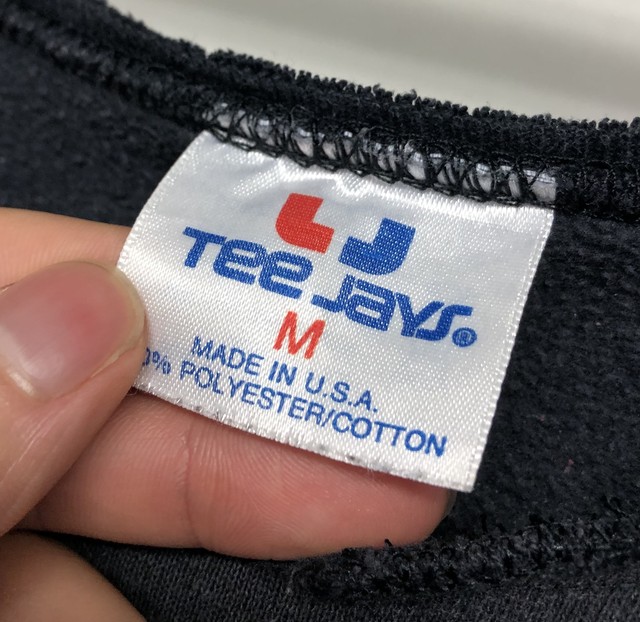 Tee Jays®
M
MADE IN U.S.A.
% POLYESTER/COTTON